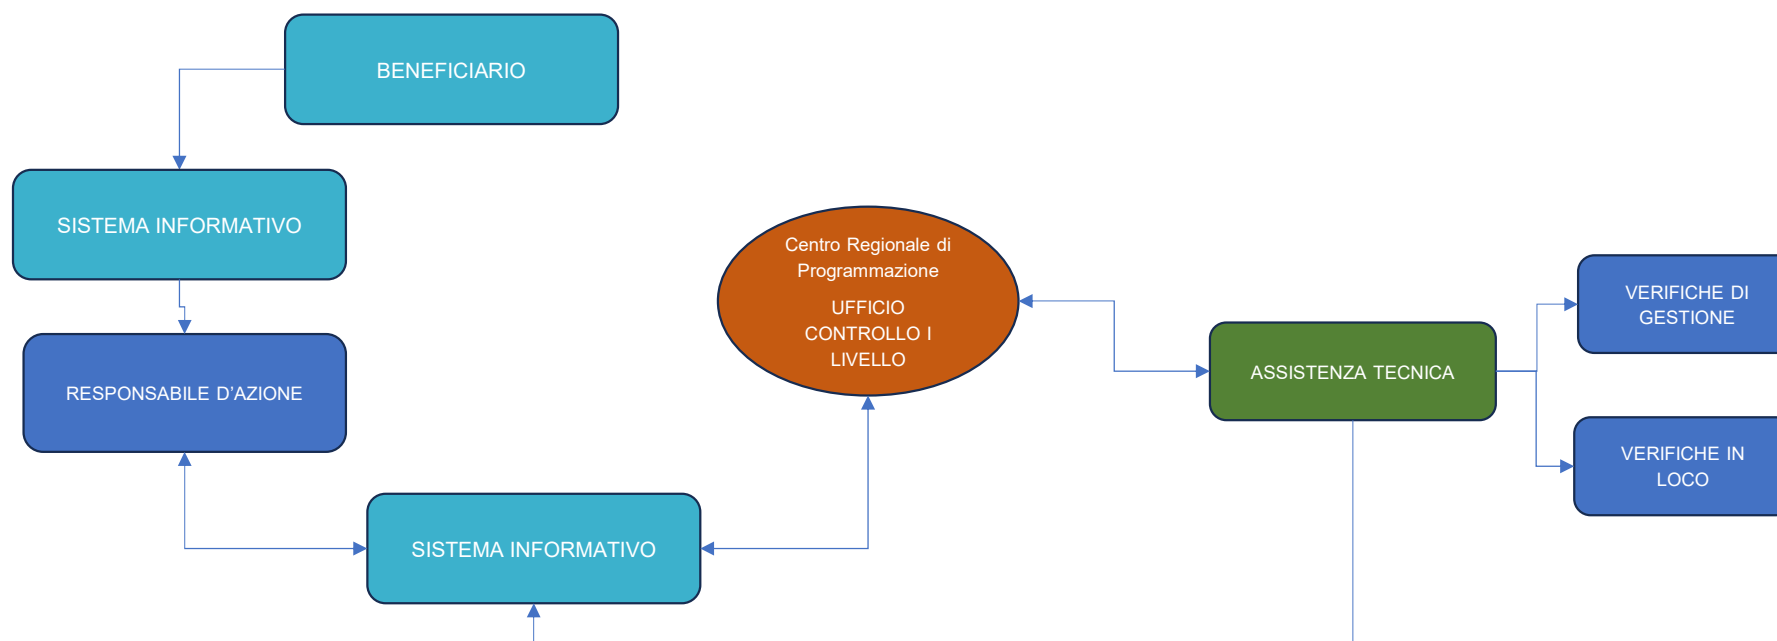 BENEFICIARIO
SISTEMA INFORMATIVO
RESPONSABILE D’AZIONE
SISTEMA INFORMATIVO
Centro Regionale di
Programmazione
UFFICIO
CONTROLLO I
LIVELLO
ASSISTENZA TECNICA
VERIFICHE DI
GESTIONE
VERIFICHE IN
LOCO